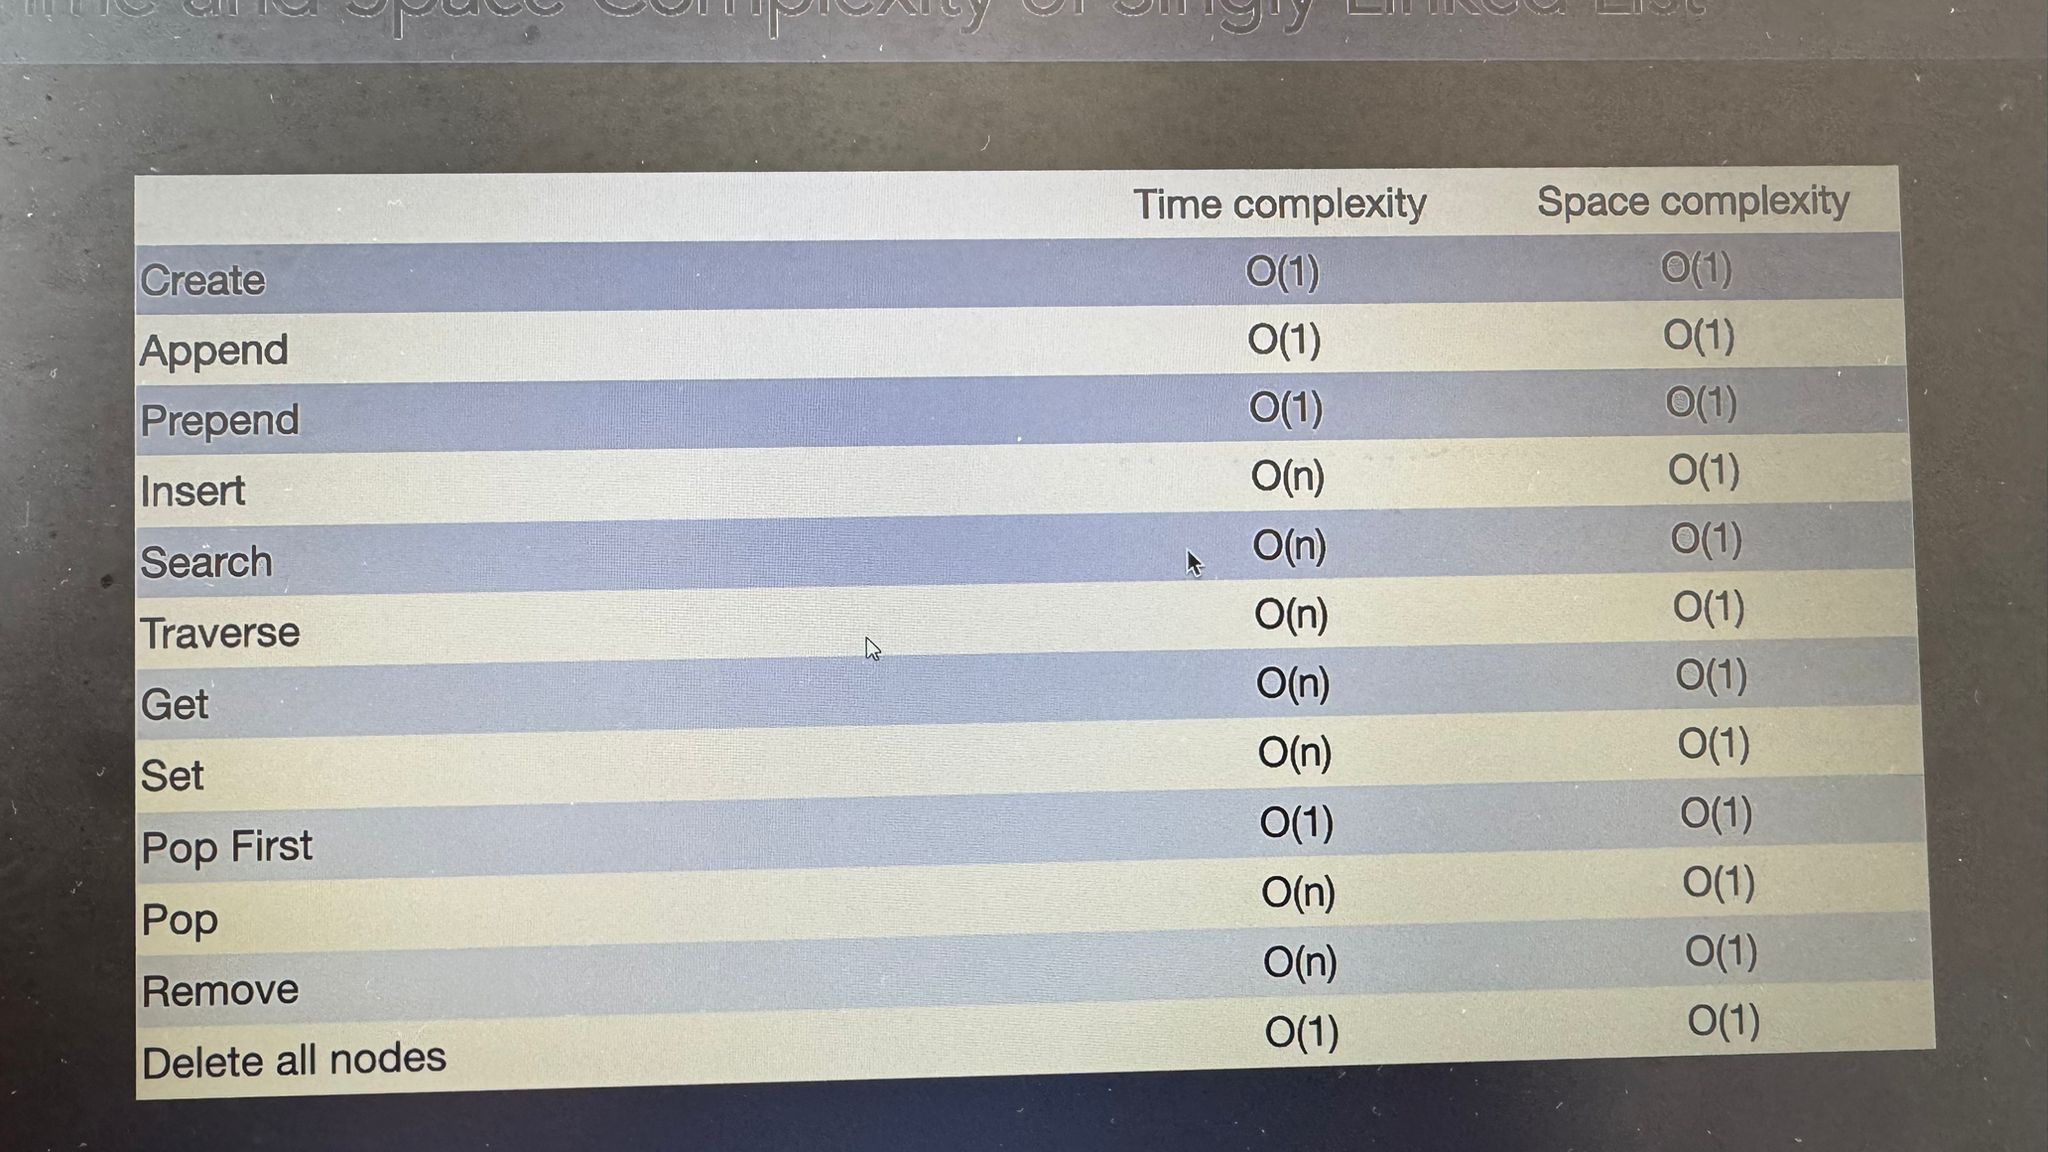 Time and Space Complexity of Singly Linked List
Time complexity Space complexity
Create O(1) O(1)
Append O(1) O(1)
Prepend O(1) O(1)
Insert O(n) O(1)
Search O(n) O(1)
Traverse O(n) O(1)
Get O(n) O(1)
Set O(n) O(1)
Pop First O(1) O(1)
Pop O(n) O(1)
Remove O(n) O(1)
Delete all nodes O(1) O(1)